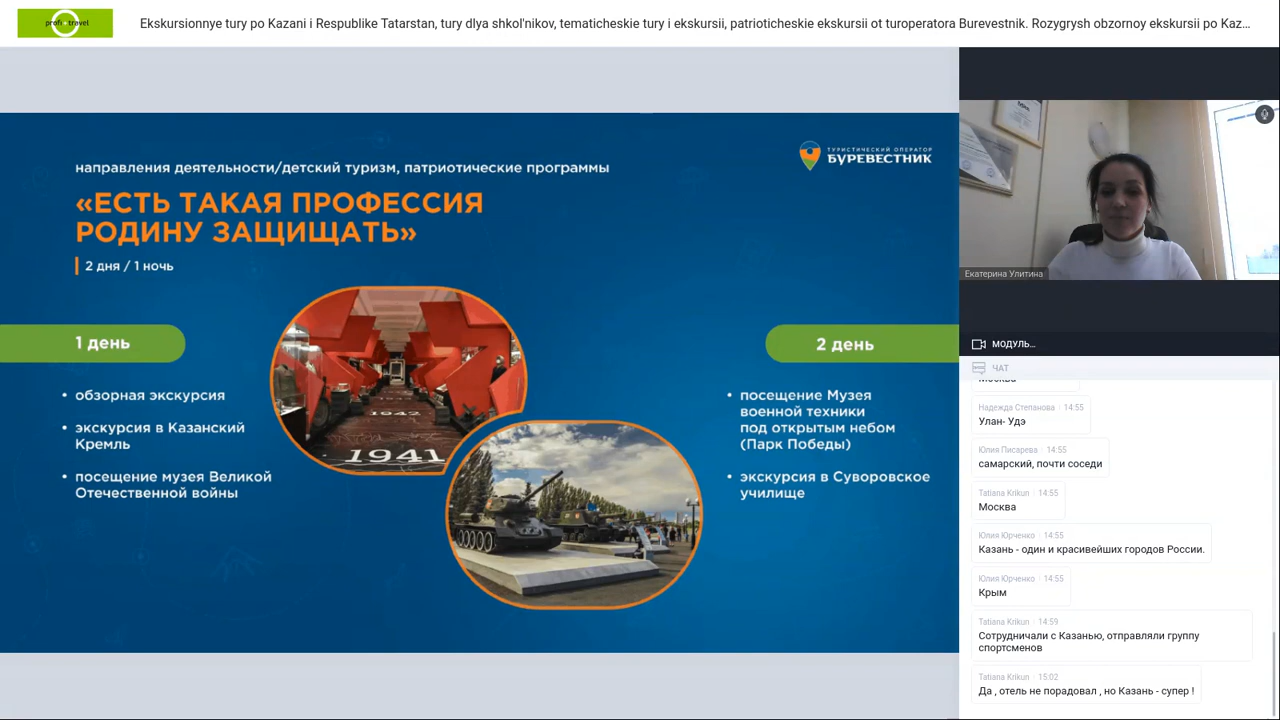 profi travel
Ekskursionnye tury po Kazani i Respublike Tatarstan, tury dlya shkol'nikov, tematicheskie tury i ekskursii, patrioticheskie ekskursii ot turoperatora Burevestnik. Rozygrysh obzornoy ekskursii po Kaz...
ТУРИСТИЧЕСКИЙ ОПЕРАТОР
БУРЕВЕСТНИК
направления деятельности/детский туризм, патриотические программы
«ЕСТЬ ТАКАЯ ПРОФЕССИЯ
РОДИНУ ЗАЩИЩАТЬ»
2 дня / 1 ночь
1 день
• обзорная экскурсия
• экскурсия в Казанский
Кремль
• посещение музея Великой
Отечественной войны
1942
1941
2 день
• посещение Музея
военной техники
под открытым небом
(Парк Победы)
• экскурсия в Суворовское
училище
Екатерина Улитина
МОДУЛЬ...
ЧАТ
Москва
Надежда Степанова 14:55
Улан- Удэ
Юлия Писарева 14:55
самарский, почти соседи
Tatiana Krikun 14:55
Москва
Юлия Юрченко 14:55
Казань - один и красивейших городов России.
Юлия Юрченко 14:55
Крым
Tatiana Krikun 14:59
Сотрудничали с Казанью, отправляли группу
спортсменов
Tatiana Krikun 15:02
Да , отель не порадовал , но Казань - супер !